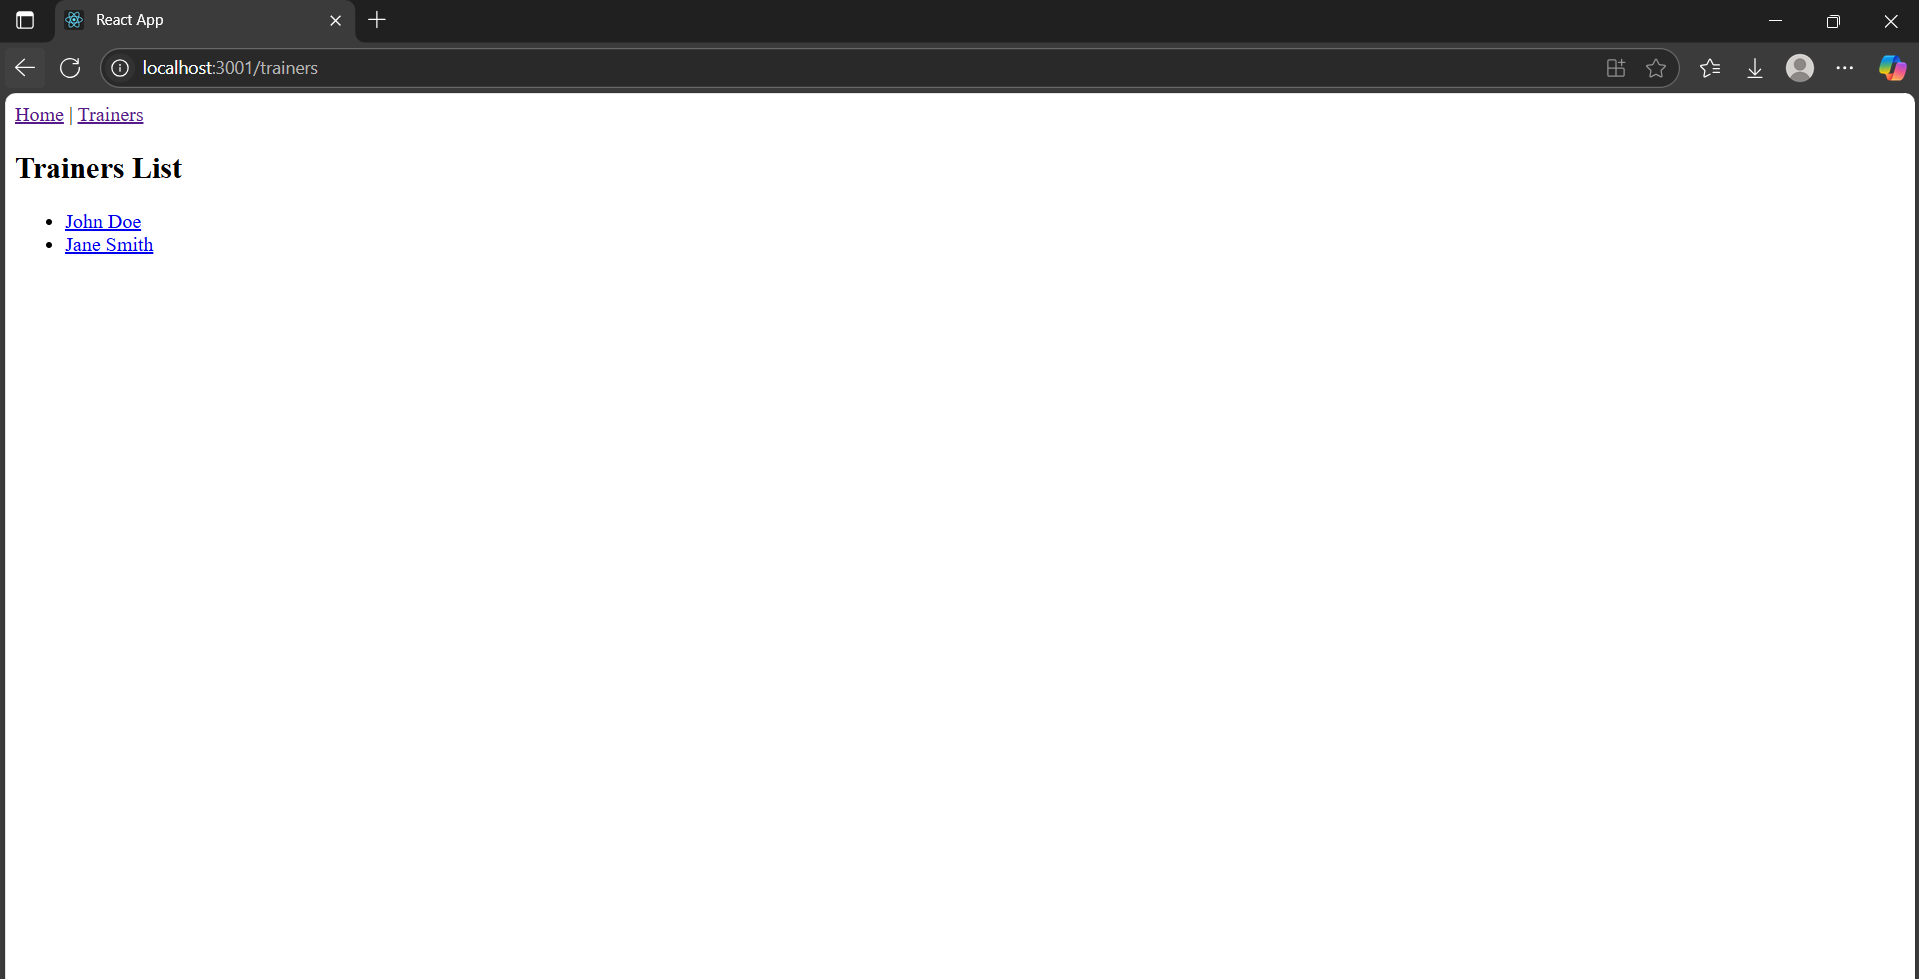 React App
localhost:3001/trainers
Home | Trainers
Trainers List
John Doe
Jane Smith